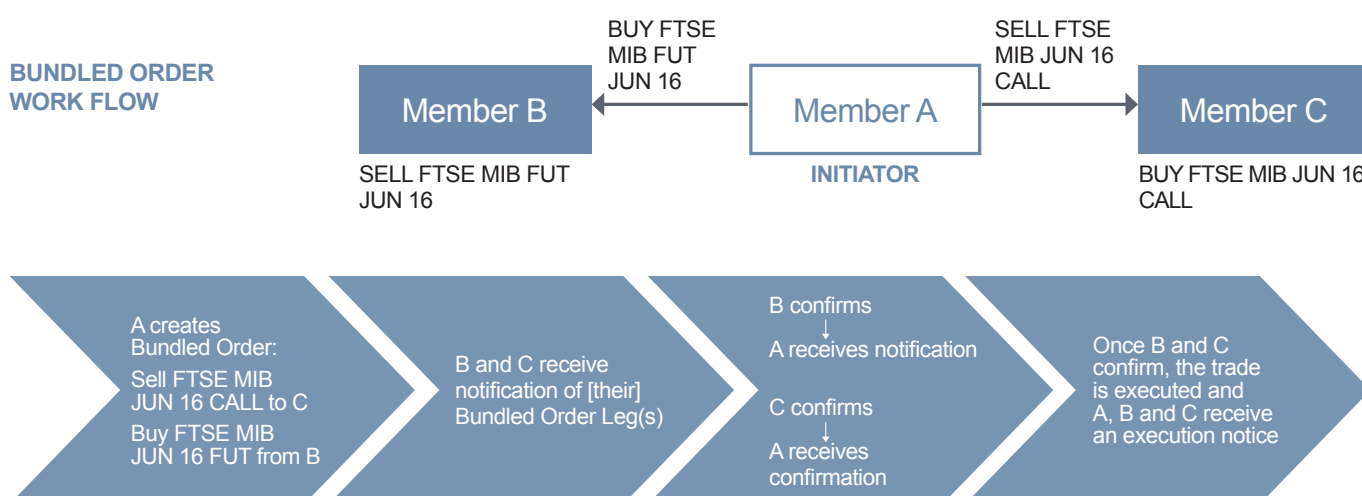 BUNDLED ORDER
WORK FLOW
BUY FTSE
MIB FUT
JUN 16
SELL FTSE
MIB JUN 16
CALL
Member B
Member A
Member C
SELL FTSE MIB FUT
JUN 16
INITIATOR
BUY FTSE MIB JUN 16
CALL
A creates
Bundled Order:
Sell FTSE MIB
JUN 16 CALL to C
Buy FTSE MIB
JUN 16 FUT from B
B and C receive
notification of [their]
Bundled Order Leg(s)
B confirms
A receives notification
C confirms
A receives
confirmation
Once B and C
confirm, the trade
is executed and
A, B and C receive
an execution notice